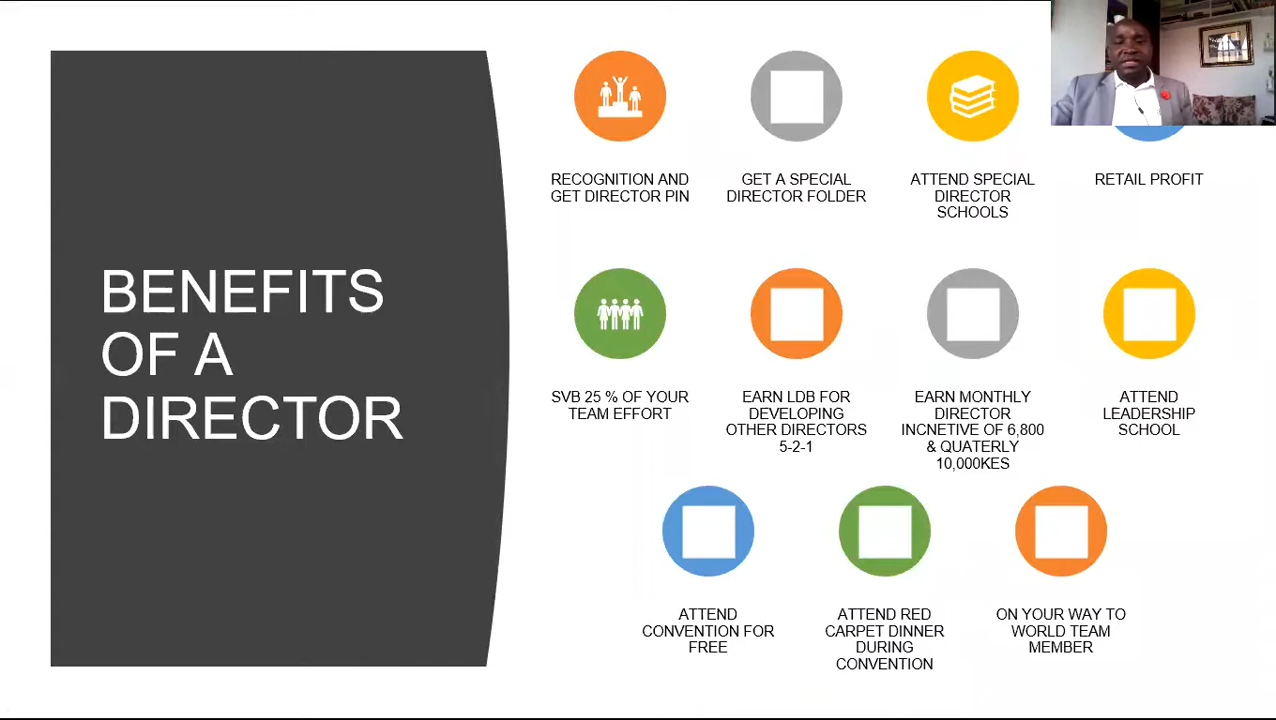 BENEFITS
OF A
DIRECTOR
RECOGNITION AND
GET DIRECTOR PIN
GET A SPECIAL
DIRECTOR FOLDER
ATTEND SPECIAL
DIRECTOR
SCHOOLS
RETAIL PROFIT
SVB 25 % OF YOUR
TEAM EFFORT
EARN LDB FOR
DEVELOPING
OTHER DIRECTORS
5-2-1
EARN MONTHLY
DIRECTOR
INCNETIVE OF 6,800
& QUATERLY
10,000KES
ATTEND
LEADERSHIP
SCHOOL
ATTEND
CONVENTION FOR
FREE
ATTEND RED
CARPET DINNER
DURING
CONVENTION
ON YOUR WAY TO
WORLD TEAM
MEMBER